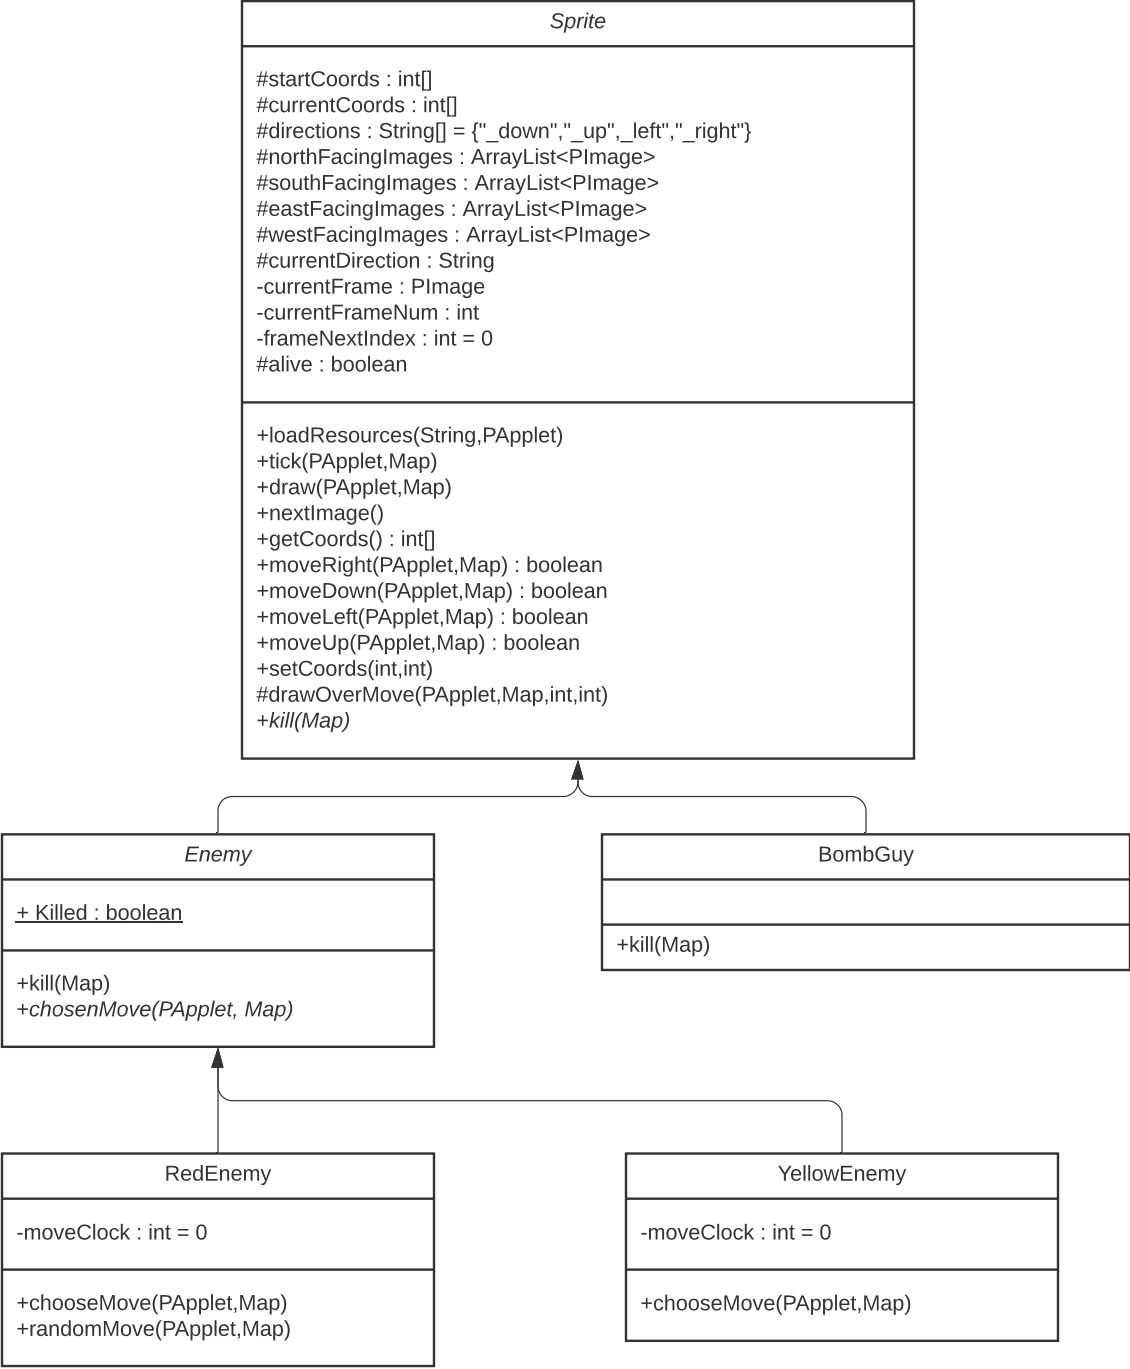 Sprite
#startCoords : int[]
#currentCoords : int[]
#directions : String[] = {"_down","_up",_left","_right"}
#northFacingImages : ArrayList<PImage>
#southFacingImages : ArrayList<PImage>
#eastFacingImages : ArrayList<PImage>
#westFacingImages : ArrayList<PImage>
#currentDirection : String
-currentFrame : PImage
-currentFrameNum : int
-frameNextIndex : int = 0
#alive : boolean
+loadResources(String,PApplet)
+tick(PApplet,Map)
+draw(PApplet,Map)
+nextImage()
+getCoords() : int[]
+moveRight(PApplet,Map) : boolean
+moveDown(PApplet,Map) : boolean
+moveLeft(PApplet,Map) : boolean
+moveUp(PApplet,Map) : boolean
+setCoords(int,int)
#drawOverMove(PApplet,Map,int,int)
+kill(Map)
Enemy
+ Killed : boolean
+kill(Map)
+chosenMove(PApplet, Map)
BombGuy
+kill(Map)
RedEnemy
-moveClock : int = 0
+chooseMove(PApplet,Map)
+randomMove(PApplet,Map)
YellowEnemy
-moveClock : int = 0
+chooseMove(PApplet,Map)